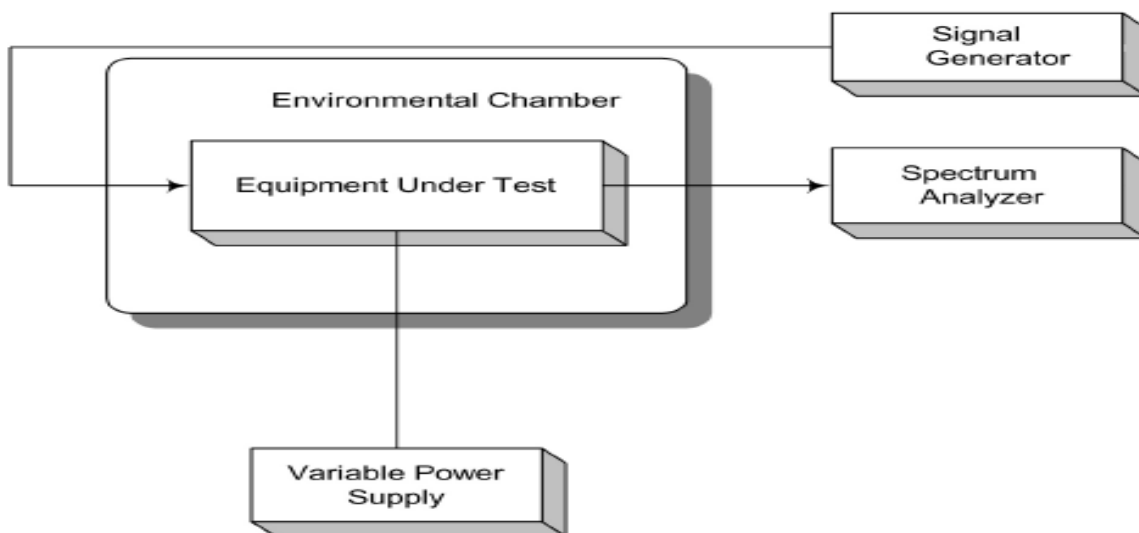 Signal
Generator
Environmental Chamber
Equipment Under Test
Spectrum
Analyzer
Variable Power
Supply